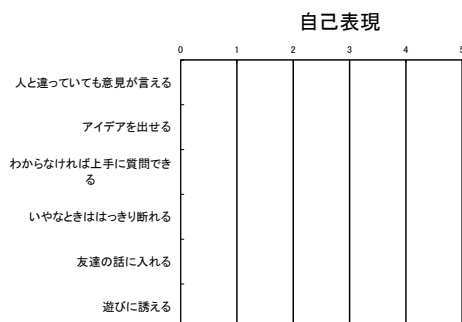 自己表現
0 1 2 3 4 5
人と違っていても意見が言える
アイデアを出せる
わからなければ上手に質問でき
る
いやなときははっきり断れる
友達の話に入れる
遊びに誘える